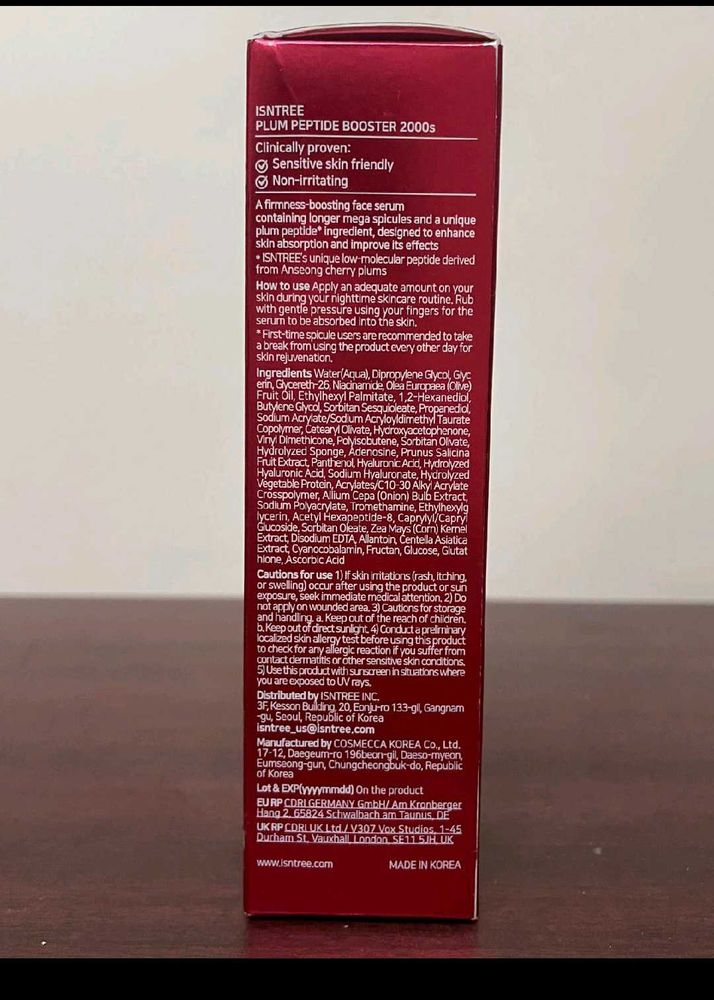 ISNTREE
PLUM PEPTIDE BOOSTER 2000s
Clinically proven:
Sensitive skin friendly
Non-irritating
A firmness-boosting face serum
containing longer mega spicules and a unique
plum peptide* ingredient, designed to enhance
skin absorption and improve its effects
* ISNTREE's unique low-molecular peptide derived
from Anseong cherry plums
How to use Apply an adequate amount on your
skin during your nighttime skincare routine. Rub
with gentle pressure using your fingers for the
serum to be absorbed into the skin.
* First-time spicule users are recommended to take
a break from using the product every other day for
skin rejuvenation.
Ingredients Water(Aqua), Dipropylene Glycol, Glyc
erin, Glycereth-26, Niacinamide, Olea Europaea (Olive)
Fruit Oil, Ethylhexyl Palmitate, 1,2-Hexanediol,
Butylene Glycol, Sorbitan Sesquioleate, Propanediol,
Sodium Acrylate/Sodium Acryloyldimethyl Taurate
Copolymer, Cetearyl Olivate, Hydroxyacetophenone,
Vinyl Dimethicone, Polyisobutene, Sorbitan Olivate,
Hydrolyzed Sponge, Adenosine, Prunus Salicina
Fruit Extract, Panthenol, Hyaluronic Acid, Hydrolyzed
Hyaluronic Acid, Sodium Hyaluronate, Hydrolyzed
Vegetable Protein, Acrylates/C10-30 Alkyl Acrylate
Crosspolymer, Allium Cepa (Onion) Bulb Extract,
Sodium Polyacrylate, Tromethamine, Ethylhexylg
lycerin, Acetyl Hexapeptide-8, Caprylyl/Capryl
Glucoside, Sorbitan Oleate, Zea Mays (Corn) Kernel
Extract, Disodium EDTA, Allantoin, Centella Asiatica
Extract, Cyanocobalamin, Fructan, Glucose, Glutat
hione, Ascorbic Acid
Cautions for use 1) If skin irritations (rash, itching,
or swelling) occur after using the product or sun
exposure, seek immediate medical attention. 2) Do
not apply on wounded area. 3) Cautions for storage
and handling. a. Keep out of the reach of children.
b. Keep out of direct sunlight. 4) Conduct a preliminary
localized skin allergy test before using this product
to check for any allergic reaction if you suffer from
contact dermatitis or other sensitive skin conditions.
5) Use this product with sunscreen in situations where
you are exposed to UV rays.
Distributed by ISNTREE INC.
3F, Kesson Building, 20, Eonju-ro 133-gil, Gangnam
-gu, Seoul, Republic of Korea
isntree_us@isntree.com
Manufactured by COSMECCA KOREA Co., Ltd.
17-12, Daegeum-ro 196beon-gil, Daeso-myeon,
Eumseong-gun, Chungcheongbuk-do, Republic
of Korea
Lot & EXP(yyyymmdd) On the product
EU RP CDRI GERMANY GmbH/ Am Kronberger
Hang 2, 65824 Schwalbach am Taunus, DE
UK RP CDRI UK Ltd / V307 Vox Studios, 1-45
Durham St, Vauxhall, London, SE11 5JH, UK
www.isntree.com MADE IN KOREA